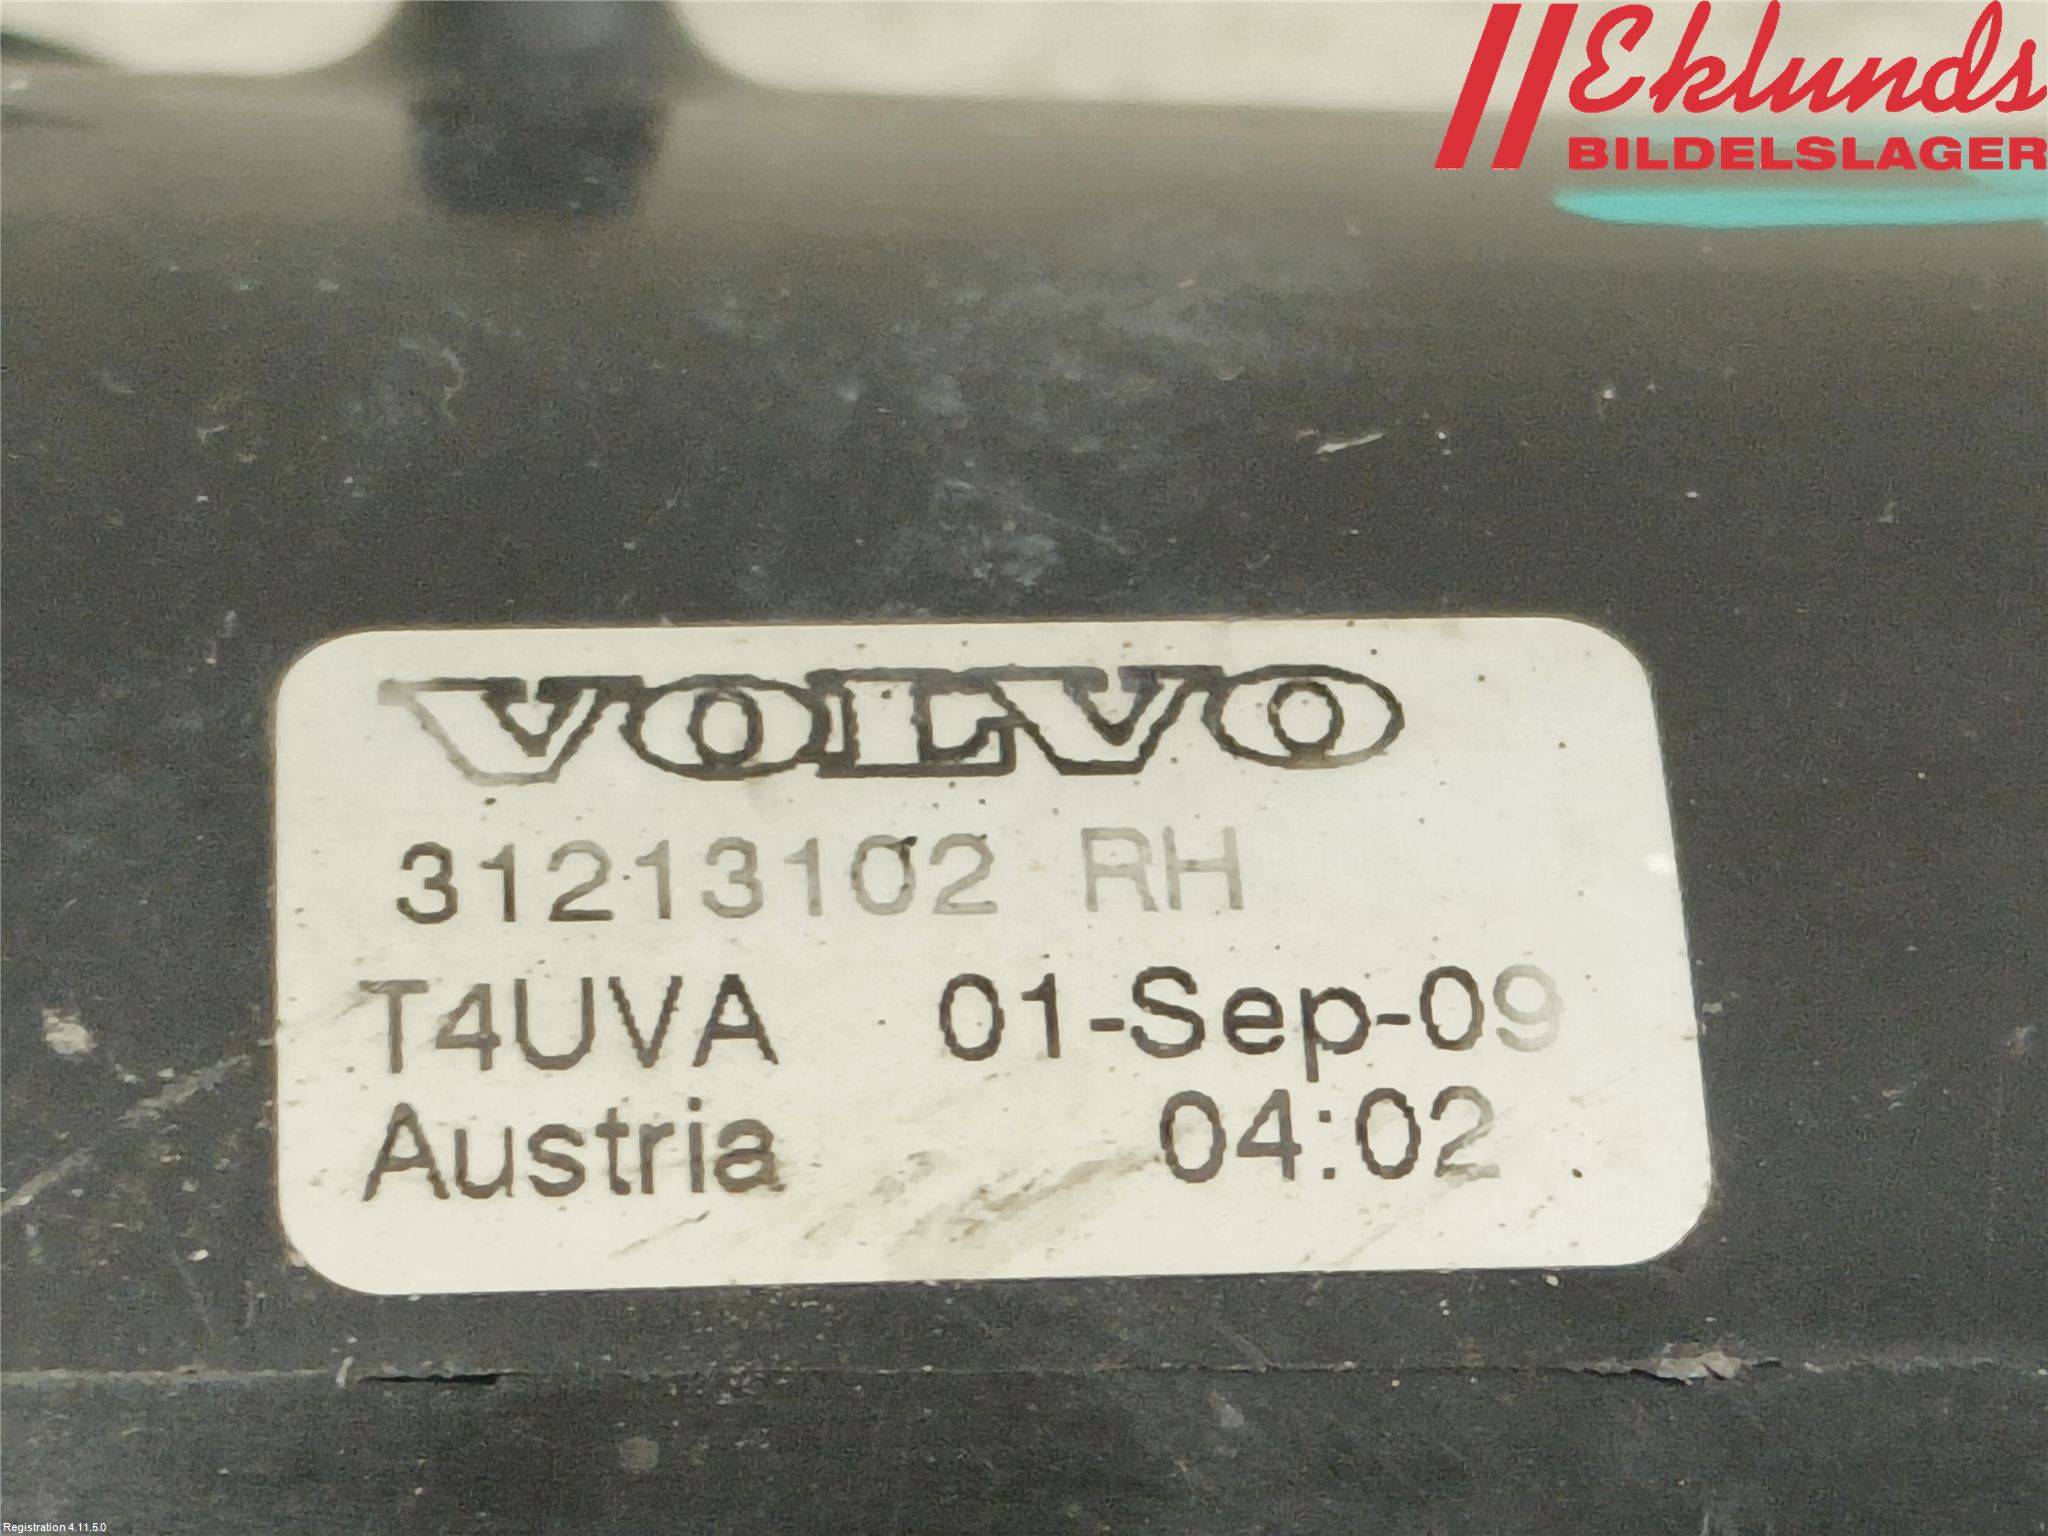 Eklunds
BILDELSLAGER
VOLVO
31213102 RH
T4UVA 01-Sep-09
Austria 04:02
Registration 4.11.5.0